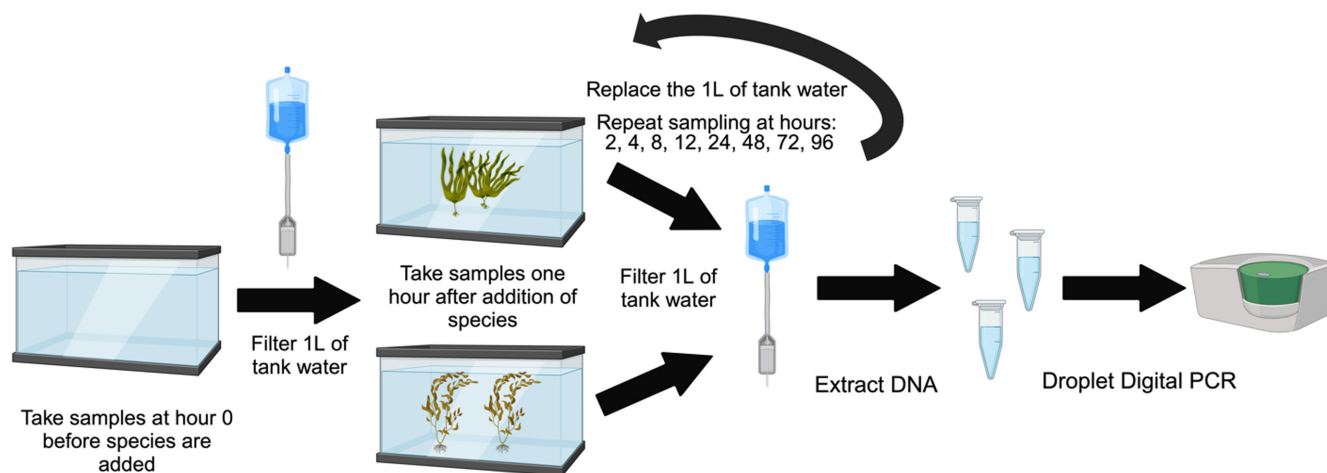 Take samples at hour 0
before species are
added
Filter 1L of
tank water
Take samples one
hour after addition of
species
Replace the 1L of tank water
Repeat sampling at hours:
2, 4, 8, 12, 24, 48, 72, 96
Filter 1L of
tank water
Extract DNA
Droplet Digital PCR